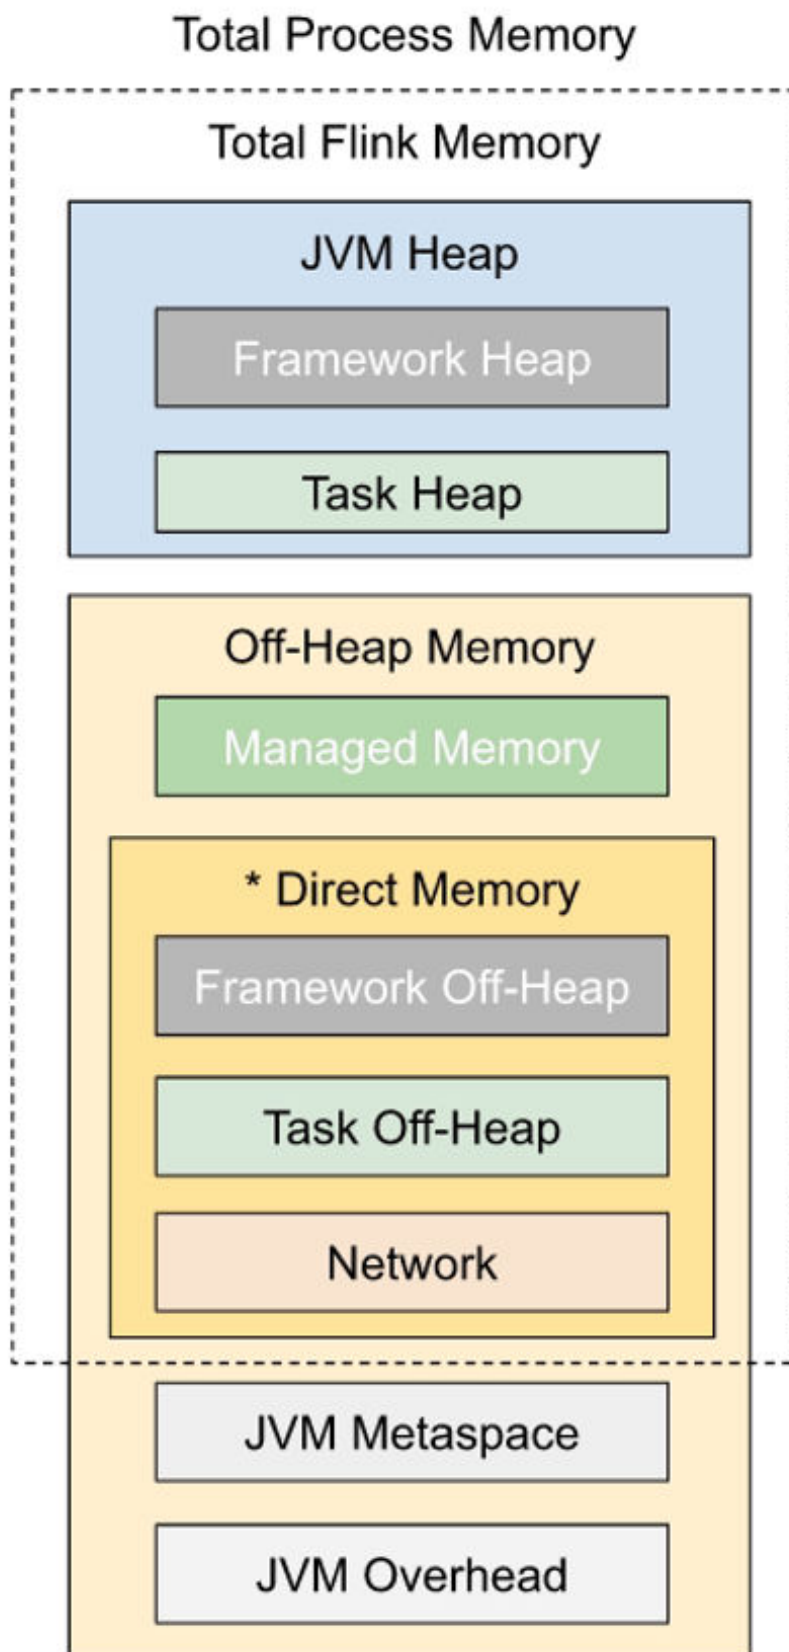 Total Process Memory
Total Flink Memory
JVM Heap
Framework Heap
Task Heap
Off-Heap Memory
Managed Memory
* Direct Memory
Framework Off-Heap
Task Off-Heap
Network
JVM Metaspace
JVM Overhead